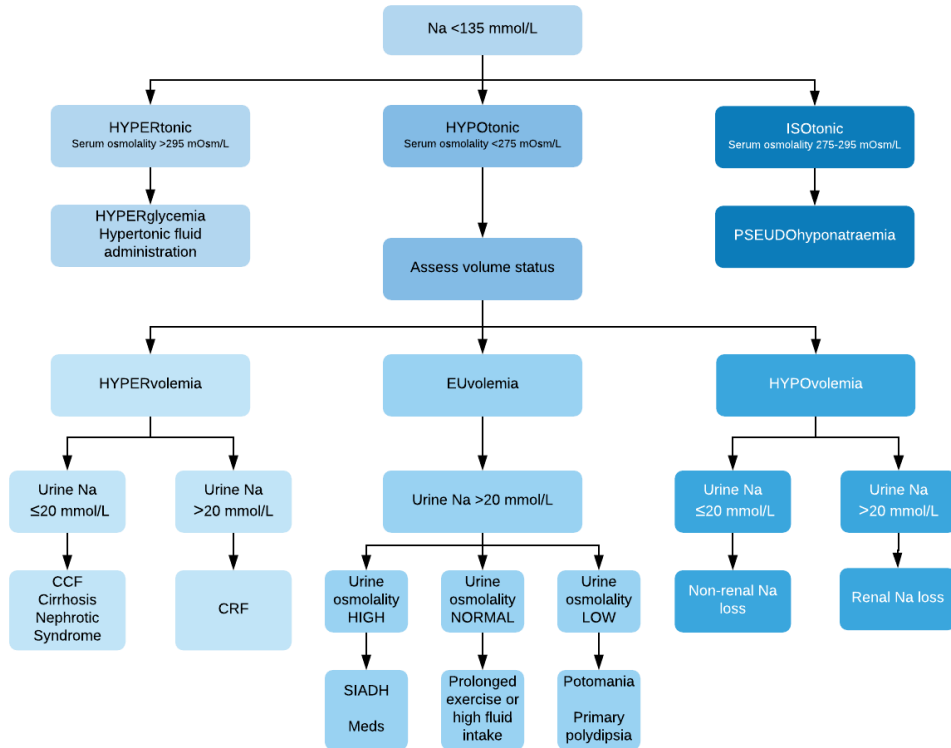 Na <135 mmol/L
HYPERtonic
Serum osmolality >295 mOsm/L
HYPOtonic
Serum osmolality <275 mOsm/L
ISOtonic
Serum osmolality 275-295 mOsm/L
HYPERglycemia
Hypertonic fluid
administration
PSEUDOhyponatraemia
Assess volume status
HYPERvolemia
EUvolemia
HYPOvolemia
Urine Na
≤20 mmol/L
Urine Na
>20 mmol/L
Urine Na >20 mmol/L
Urine Na
≤20 mmol/L
Urine Na
>20 mmol/L
CCF
Cirrhosis
Nephrotic
Syndrome
CRF
Urine
osmolality
HIGH
Urine
osmolality
NORMAL
Urine
osmolality
LOW
Non-renal Na
loss
Renal Na loss
SIADH
Meds
Prolonged
exercise or
high fluid
intake
Potomania
Primary
polydipsia